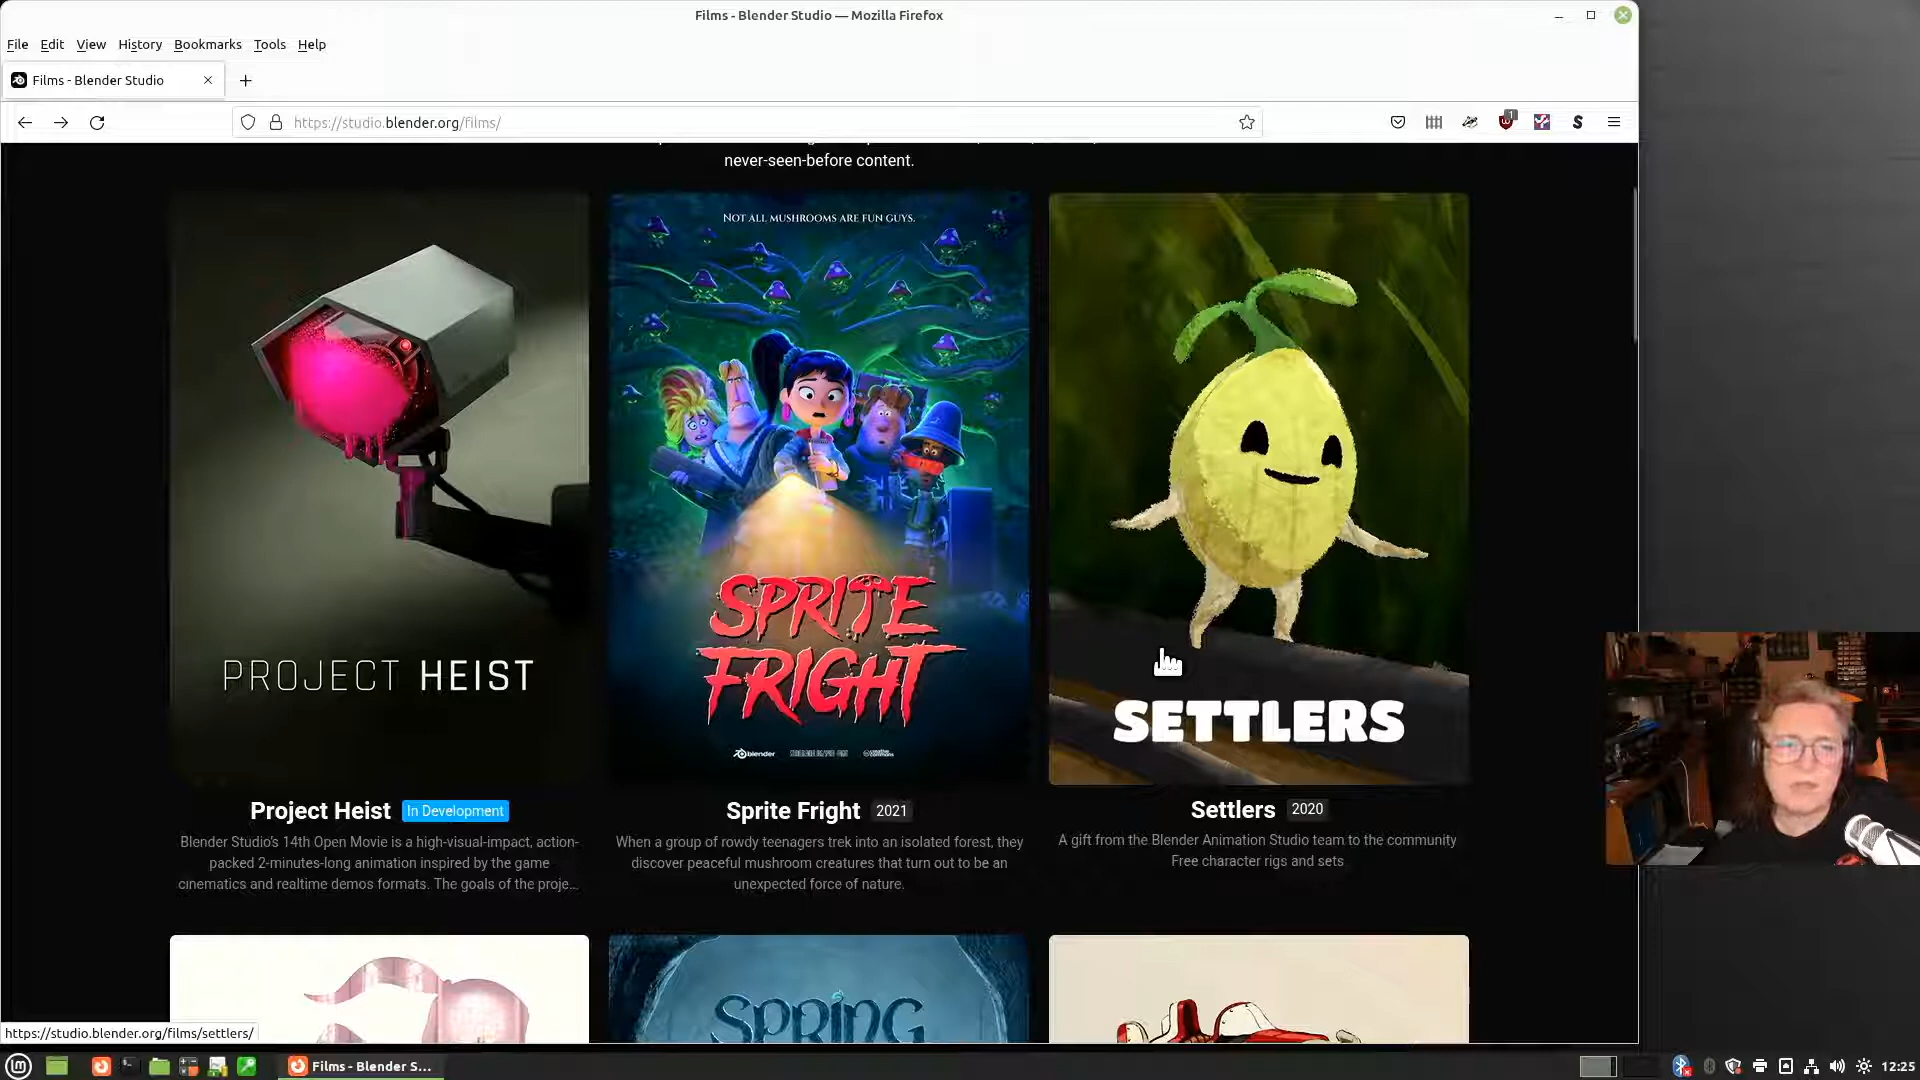 Films - Blender Studio — Mozilla Firefox
File Edit View History Bookmarks Tools Help
Films - Blender Studio
https://studio.blender.org/films/
never-seen-before content.
PROJECT HEIST
NOT ALL MUSHROOMS ARE FUN GUYS.
SPRITE
FRIGHT
blender
SETTLERS
Project Heist In Development
Blender Studio's 14th Open Movie is a high-visual-impact, action-
packed 2-minutes-long animation inspired by the game
cinematics and realtime demos formats. The goals of the proje...
Sprite Fright 2021
When a group of rowdy teenagers trek into an isolated forest, they
discover peaceful mushroom creatures that turn out to be an
unexpected force of nature.
Settlers 2020
A gift from the Blender Animation Studio team to the community
Free character rigs and sets
SPRING
https://studio.blender.org/films/settlers/
Films - Blender S...
12:25